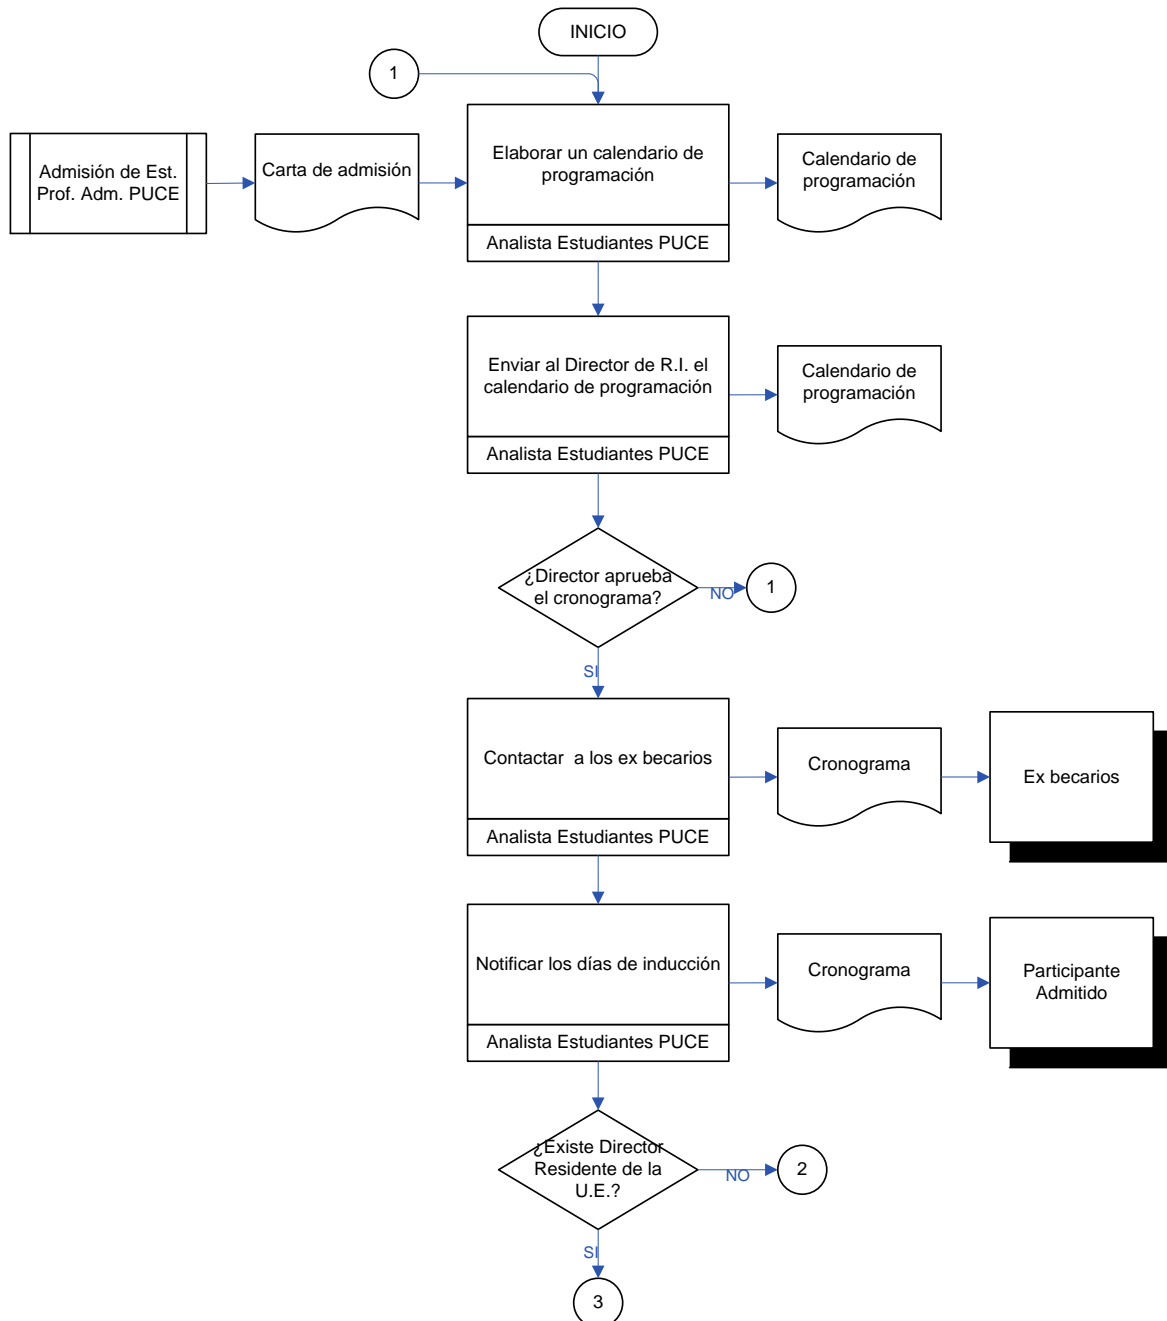 INICIO
1
Admisión de Est.
Prof. Adm. PUCE
Carta de admisión
Elaborar un calendario de
programación
Analista Estudiantes PUCE
Calendario de
programación
Enviar al Director de R.I. el
calendario de programación
Analista Estudiantes PUCE
Calendario de
programación
¿Director aprueba
el cronograma?
NO
1
SI
Contactar  a los ex becarios
Analista Estudiantes PUCE
Cronograma
Ex becarios
Notificar los días de inducción
Analista Estudiantes PUCE
Cronograma
Participante
Admitido
¿Existe Director
Residente de la
U.E.?
NO
2
SI
3